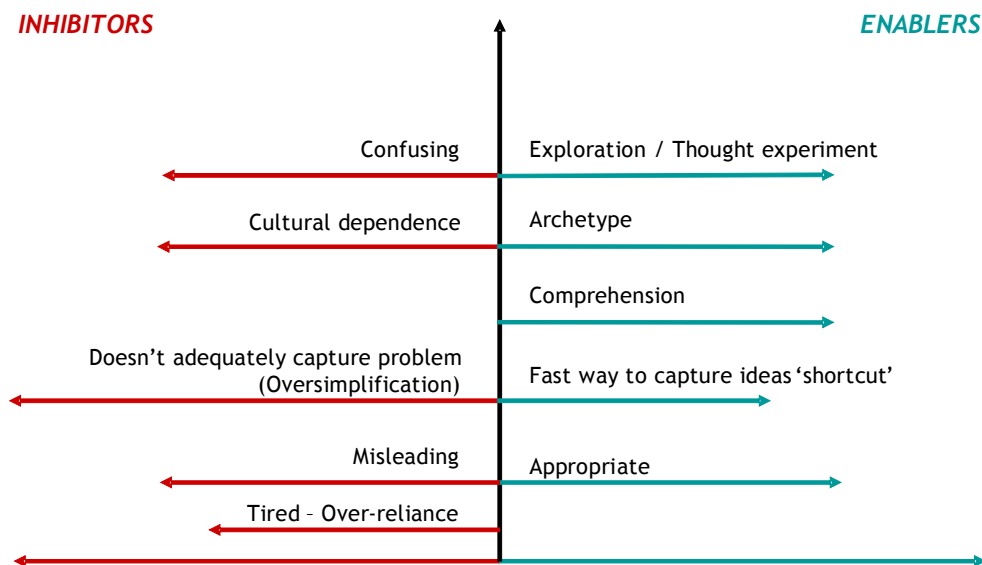 INHIBITORS
ENABLERS
Confusing
Exploration / Thought experiment
Cultural dependence
Archetype
Comprehension
Doesn’t adequately capture problem
(Oversimplification)
Fast way to capture ideas ‘shortcut’
Misleading
Appropriate
Tired – Over-reliance